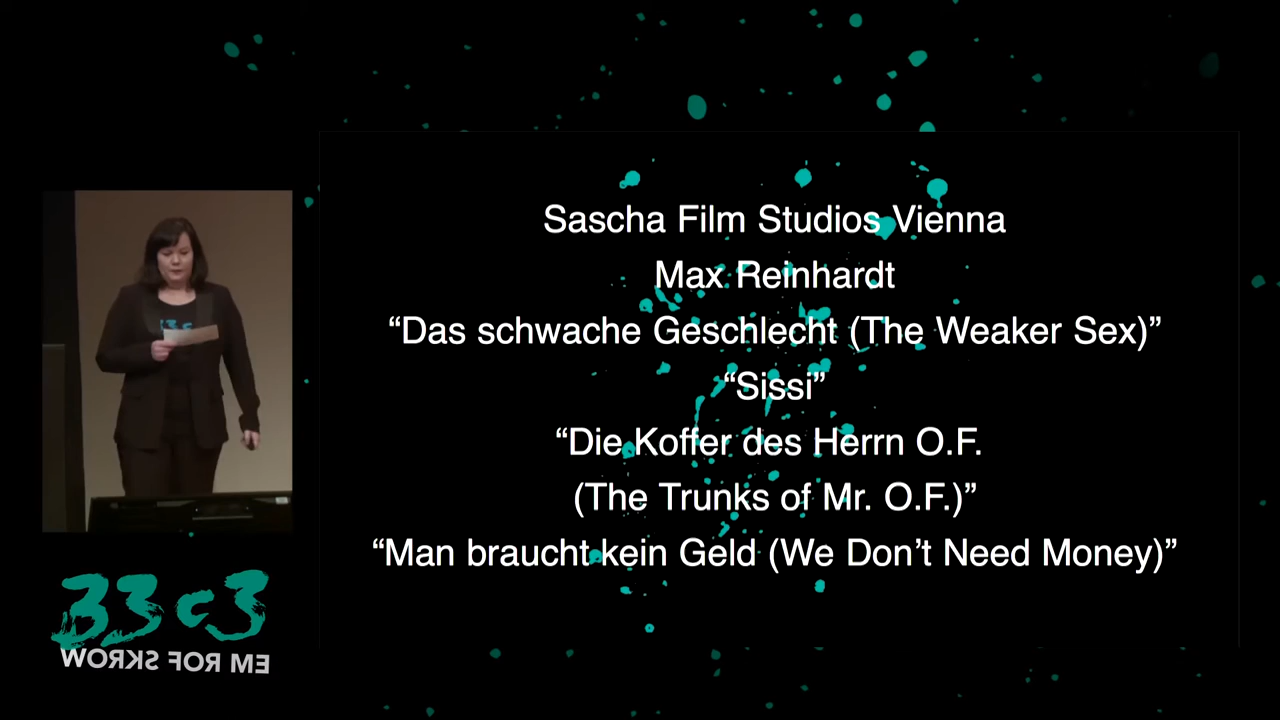 Sascha Film Studios Vienna
Max Reinhardt
“Das schwache Geschlecht (The Weaker Sex)”
“Sissi”
“Die Koffer des Herrn O.F.
(The Trunks of Mr. O.F.)”
“Man braucht kein Geld (We Don’t Need Money)”
33c3
WORKS FOR ME